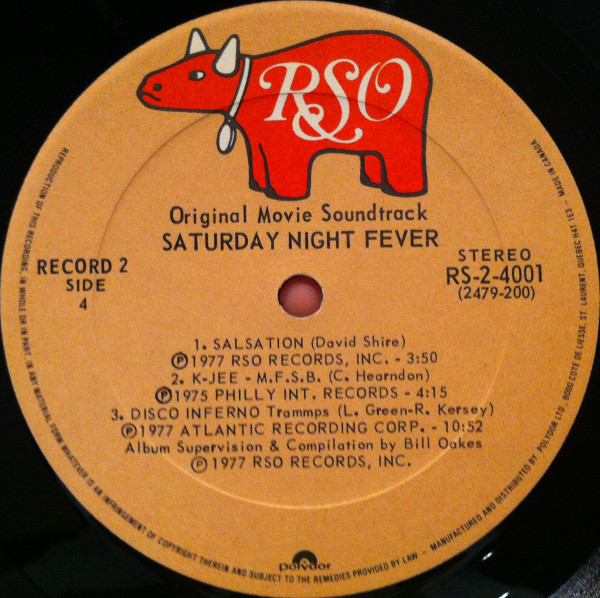 RSO
Original Movie Soundtrack
SATURDAY NIGHT FEVER
RECORD 2
SIDE
4
STEREO
RS-2-4001
(2479-200)
1. SALSATION (David Shire)
Ⓟ1977 RSO RECORDS, INC. - 3:50
2. K-JEE - M.F.S.B. (C. Hearndon)
Ⓟ1975 PHILLY INT. RECORDS - 4:15
3. DISCO INFERNO Trammps (L. Green-R. Kersey)
Ⓟ1977 ATLANTIC RECORDING CORP. - 10:52
Album Supervision & Compilation by Bill Oakes
Ⓟ 1977 RSO RECORDS, INC.
polydor
REPRODUCTION OF THIS RECORDING, IN WHOLE OR IN PART, IN ANY MATERIAL FORM WHATEVER IS AN INFRINGEMENT OF COPYRIGHT THEREIN AND SUBJECT TO THE REMEDIES PROVIDED BY LAW - MANUFACTURED AND DISTRIBUTED BY POLYDOR LTD., 6000 COTE DE LIESSE, ST. LAURENT, QUEBEC H4T 1E3 - MADE IN CANADA